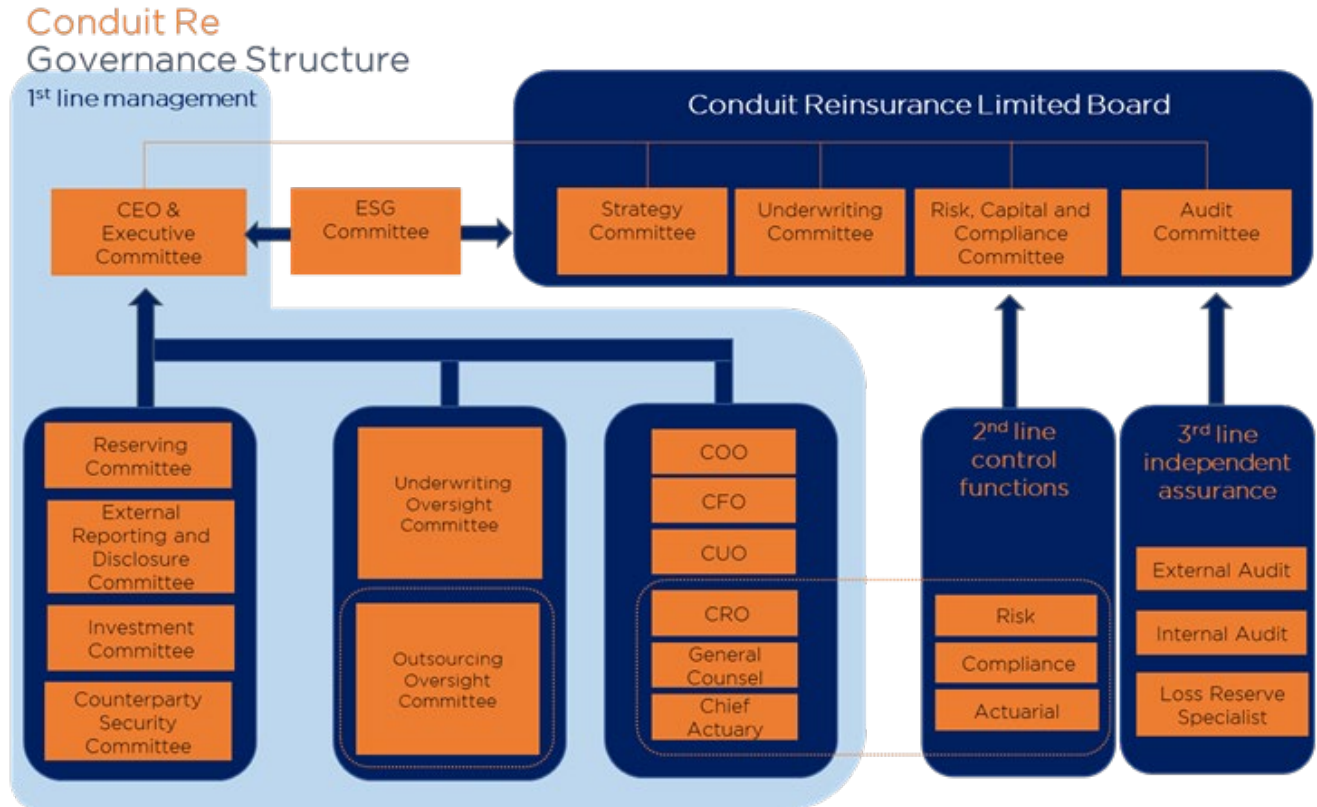 Conduit Re
Governance Structure
1st line management
Conduit Reinsurance Limited Board
CEO &
Executive
Committee
ESG
Committee
Strategy
Committee
Underwriting
Committee
Risk, Capital and
Compliance
Committee
Audit
Committee
Reserving
Committee
External
Reporting and
Disclosure
Committee
Investment
Committee
Counterparty
Security
Committee
Underwriting
Oversight
Committee
Outsourcing
Oversight
Committee
COO
CFO
CUO
CRO
General
Counsel
Chief
Actuary
2nd line
control
functions
Risk
Compliance
Actuarial
3rd line
independent
assurance
External Audit
Internal Audit
Loss Reserve
Specialist